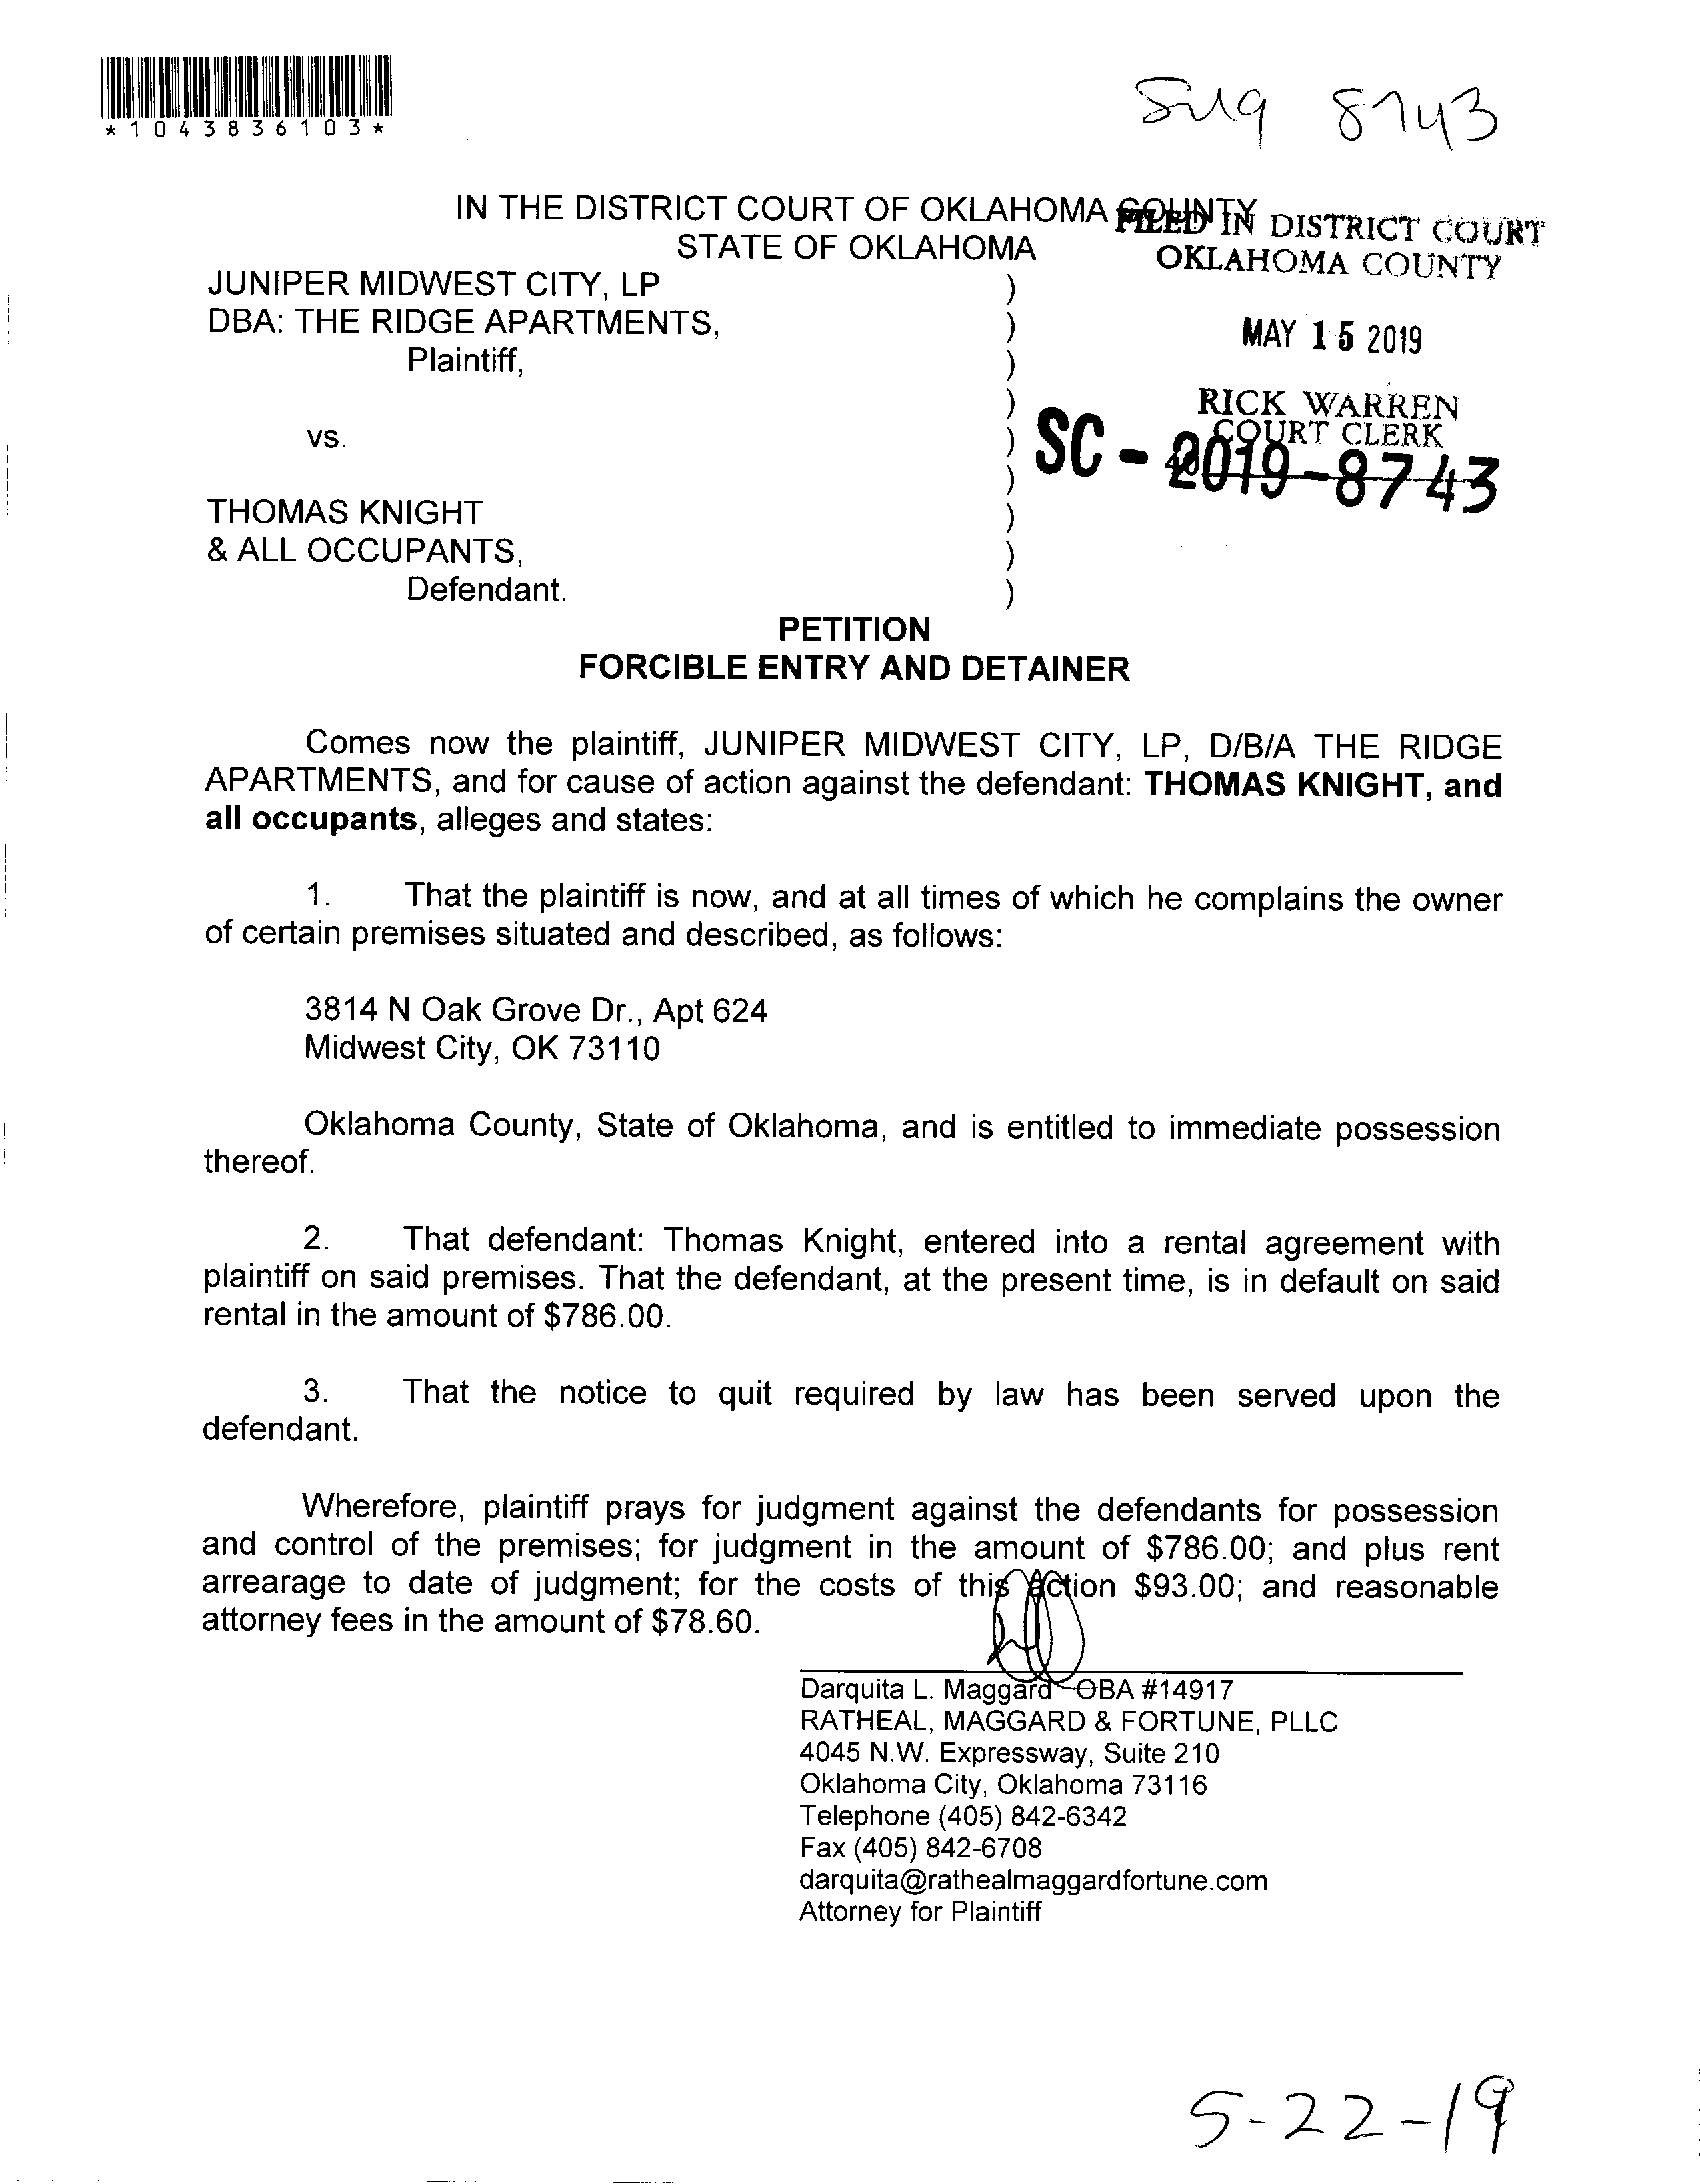 *1043836103*
8743
IN THE DISTRICT COURT OF OKLAHOMA COUNTY
STATE OF OKLAHOMA
FILED IN DISTRICT COURT
OKLAHOMA COUNTY
MAY 15 2019
RICK WARREN
COURT CLERK
SC - 2019-8743
JUNIPER MIDWEST CITY, LP )
DBA: THE RIDGE APARTMENTS, )
Plaintiff, )
)
vs. )
)
THOMAS KNIGHT )
& ALL OCCUPANTS, )
Defendant. )
PETITION
FORCIBLE ENTRY AND DETAINER
Comes now the plaintiff, JUNIPER MIDWEST CITY, LP, D/B/A THE RIDGE
APARTMENTS, and for cause of action against the defendant: THOMAS KNIGHT, and
all occupants, alleges and states:
1. That the plaintiff is now, and at all times of which he complains the owner
of certain premises situated and described, as follows:
3814 N Oak Grove Dr., Apt 624
Midwest City, OK 73110
Oklahoma County, State of Oklahoma, and is entitled to immediate possession
thereof.
2. That defendant: Thomas Knight, entered into a rental agreement with
plaintiff on said premises. That the defendant, at the present time, is in default on said
rental in the amount of $786.00.
3. That the notice to quit required by law has been served upon the
defendant.
Wherefore, plaintiff prays for judgment against the defendants for possession
and control of the premises; for judgment in the amount of $786.00; and plus rent
arrearage to date of judgment; for the costs of this action $93.00; and reasonable
attorney fees in the amount of $78.60.
Darquita L. Maggard OBA #14917
RATHEAL, MAGGARD & FORTUNE, PLLC
4045 N.W. Expressway, Suite 210
Oklahoma City, Oklahoma 73116
Telephone (405) 842-6342
Fax (405) 842-6708
darquita@rathealmaggardfortune.com
Attorney for Plaintiff
5-22-19